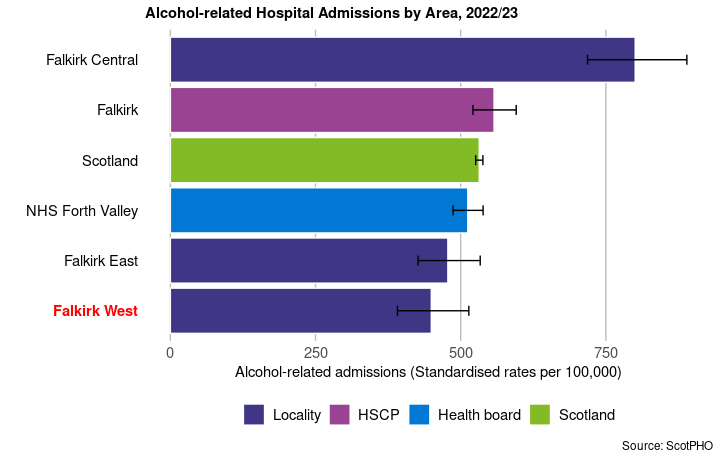 Alcohol-related Hospital Admissions by Area, 2022/23
Falkirk Central
Falkirk
Scotland
NHS Forth Valley
Falkirk East
Falkirk West
0 250 500 750
Alcohol-related admissions (Standardised rates per 100,000)
Locality HSCP Health board Scotland
Source: ScotPHO